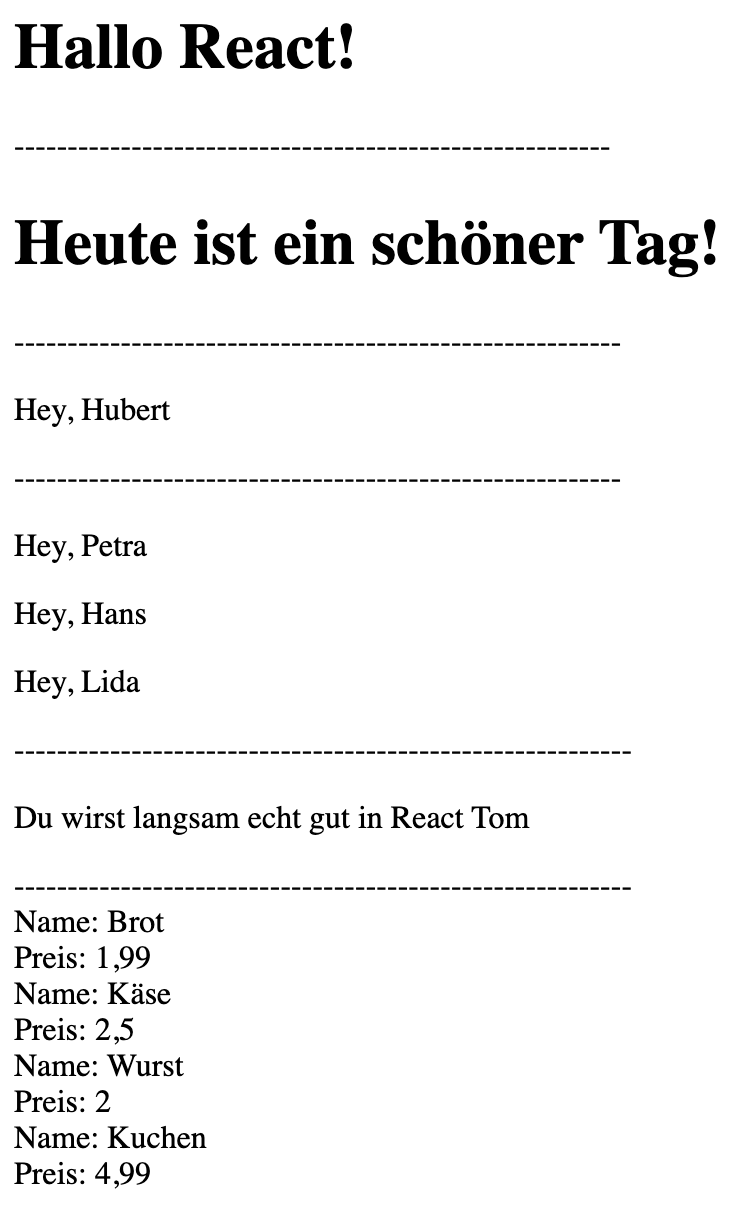 Hallo React!
--------------------------------------------------------
Heute ist ein schöner Tag!
---------------------------------------------------------
Hey, Hubert
---------------------------------------------------------
Hey, Petra
Hey, Hans
Hey, Lida
----------------------------------------------------------
Du wirst langsam echt gut in React Tom
----------------------------------------------------------
Name: Brot
Preis: 1,99
Name: Käse
Preis: 2,5
Name: Wurst
Preis: 2
Name: Kuchen
Preis: 4,99